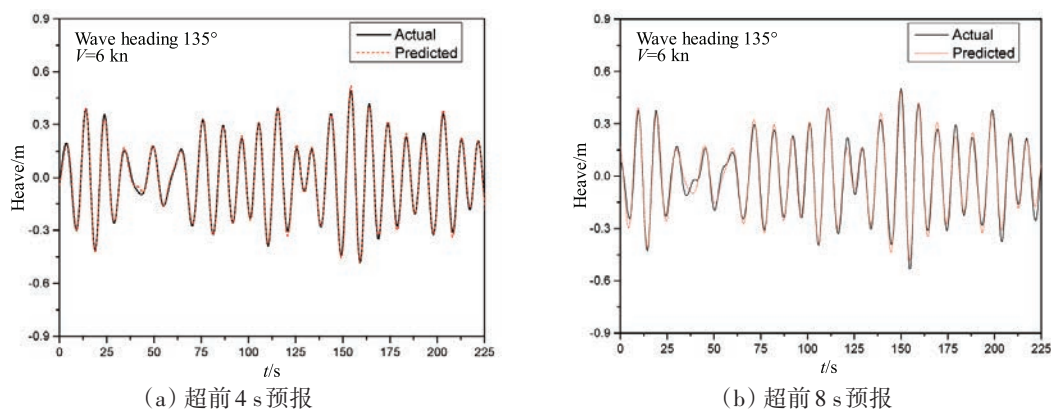 0.9
0.6
0.3
0.0
-0.3
-0.6
-0.9
Heave/m
Wave heading 135°
V=6 kn
Actual
Predicted
0 25 50 75 100 125 150 175 200 225
t/s
(a) 超前4 s预报
0.9
0.6
0.3
0.0
-0.3
-0.6
-0.9
Heave/m
Wave heading 135°
V=6 kn
Actual
Predicted
0 25 50 75 100 125 150 175 200 225
t/s
(b) 超前8 s预报